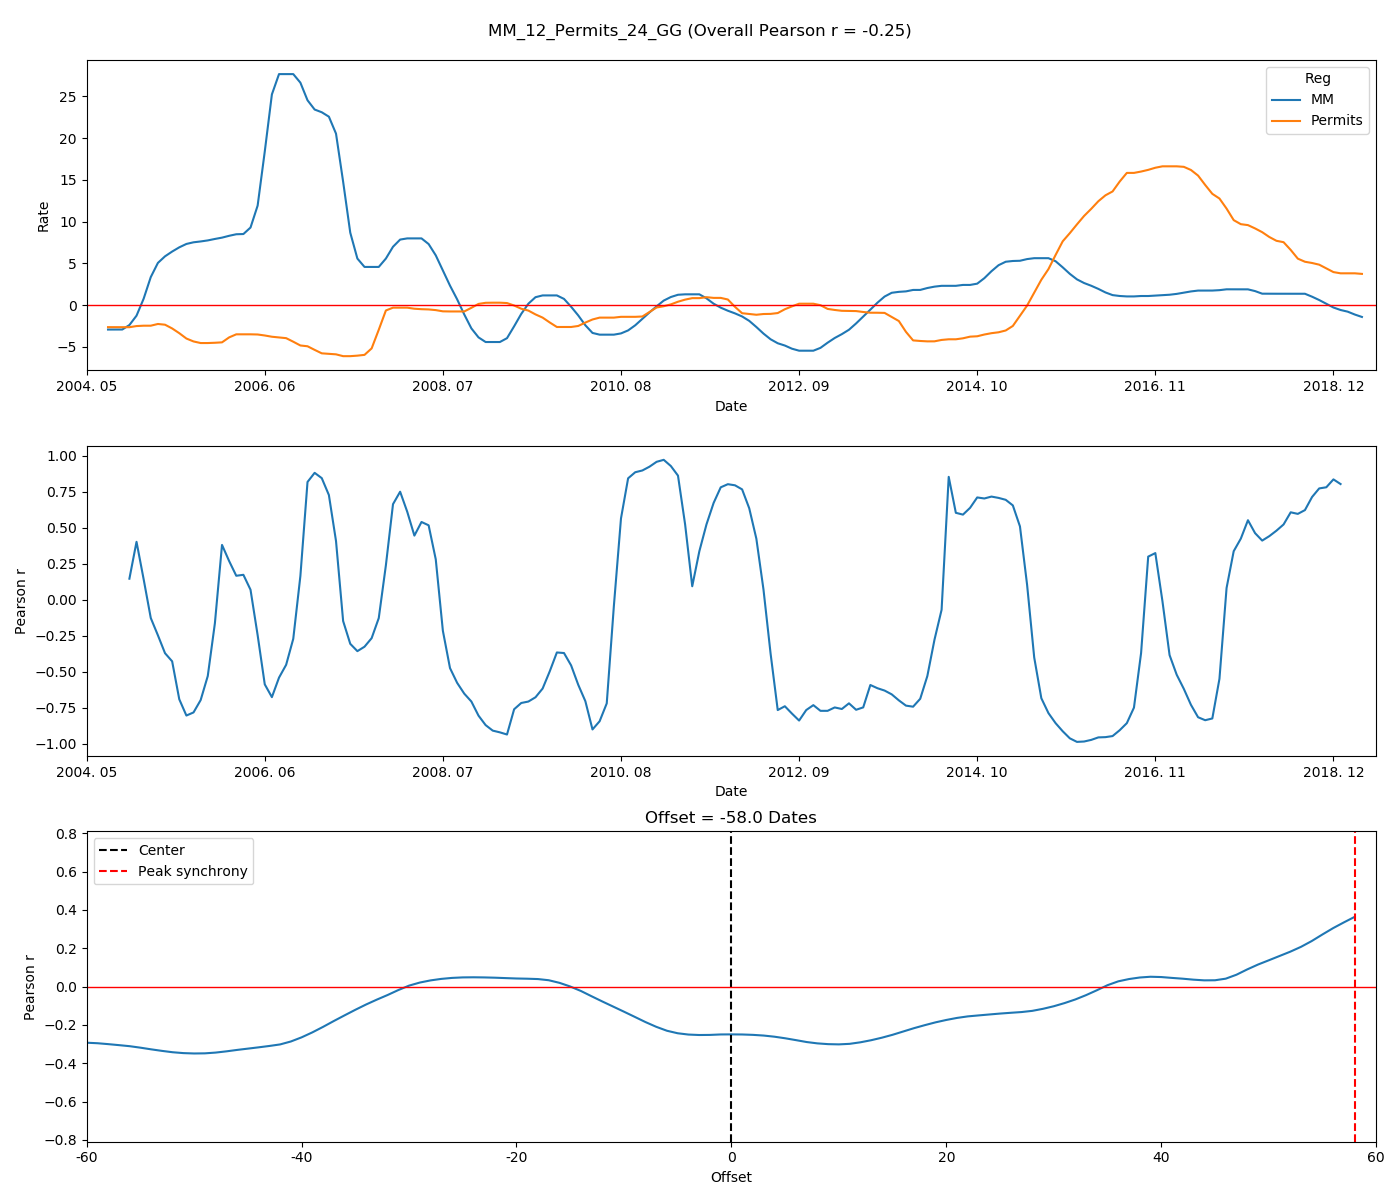 MM_12_Permits_24_GG (Overall Pearson r = -0.25)
Reg
MM
Permits
Rate
25
20
15
10
5
0
−5
2004. 05 2006. 06 2008. 07 2010. 08 2012. 09 2014. 10 2016. 11 2018. 12
Date
Pearson r
1.00
0.75
0.50
0.25
0.00
−0.25
−0.50
−0.75
−1.00
2004. 05 2006. 06 2008. 07 2010. 08 2012. 09 2014. 10 2016. 11 2018. 12
Date
Offset = -58.0 Dates
Center
Peak synchrony
Pearson r
0.8
0.6
0.4
0.2
0.0
−0.2
−0.4
−0.6
−0.8
-60 -40 -20 0 20 40 60
Offset